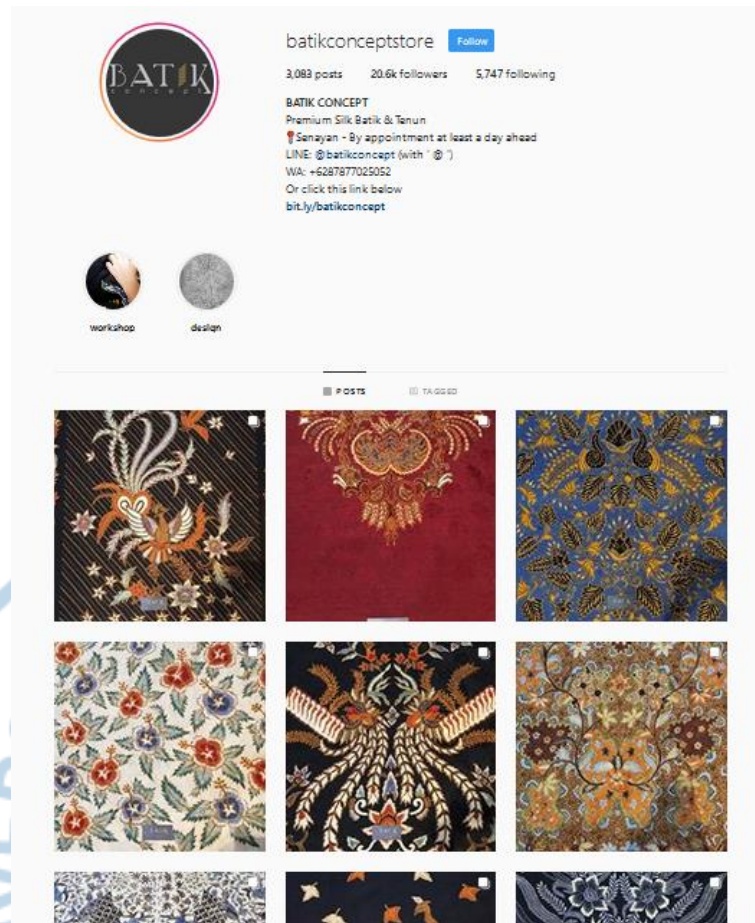 BATIK
concept
batikconceptstore Follow
3,083 posts 20.6k followers 5,747 following
BATIK CONCEPT
Premium Silk Batik & Tenun
Senayan - By appointment at least a day ahead
LINE: @batikconcept (with ' @ ')
WA: +6287877025052
Or click this link below
bit.ly/batikconcept
workshop design
POSTS TAGGED